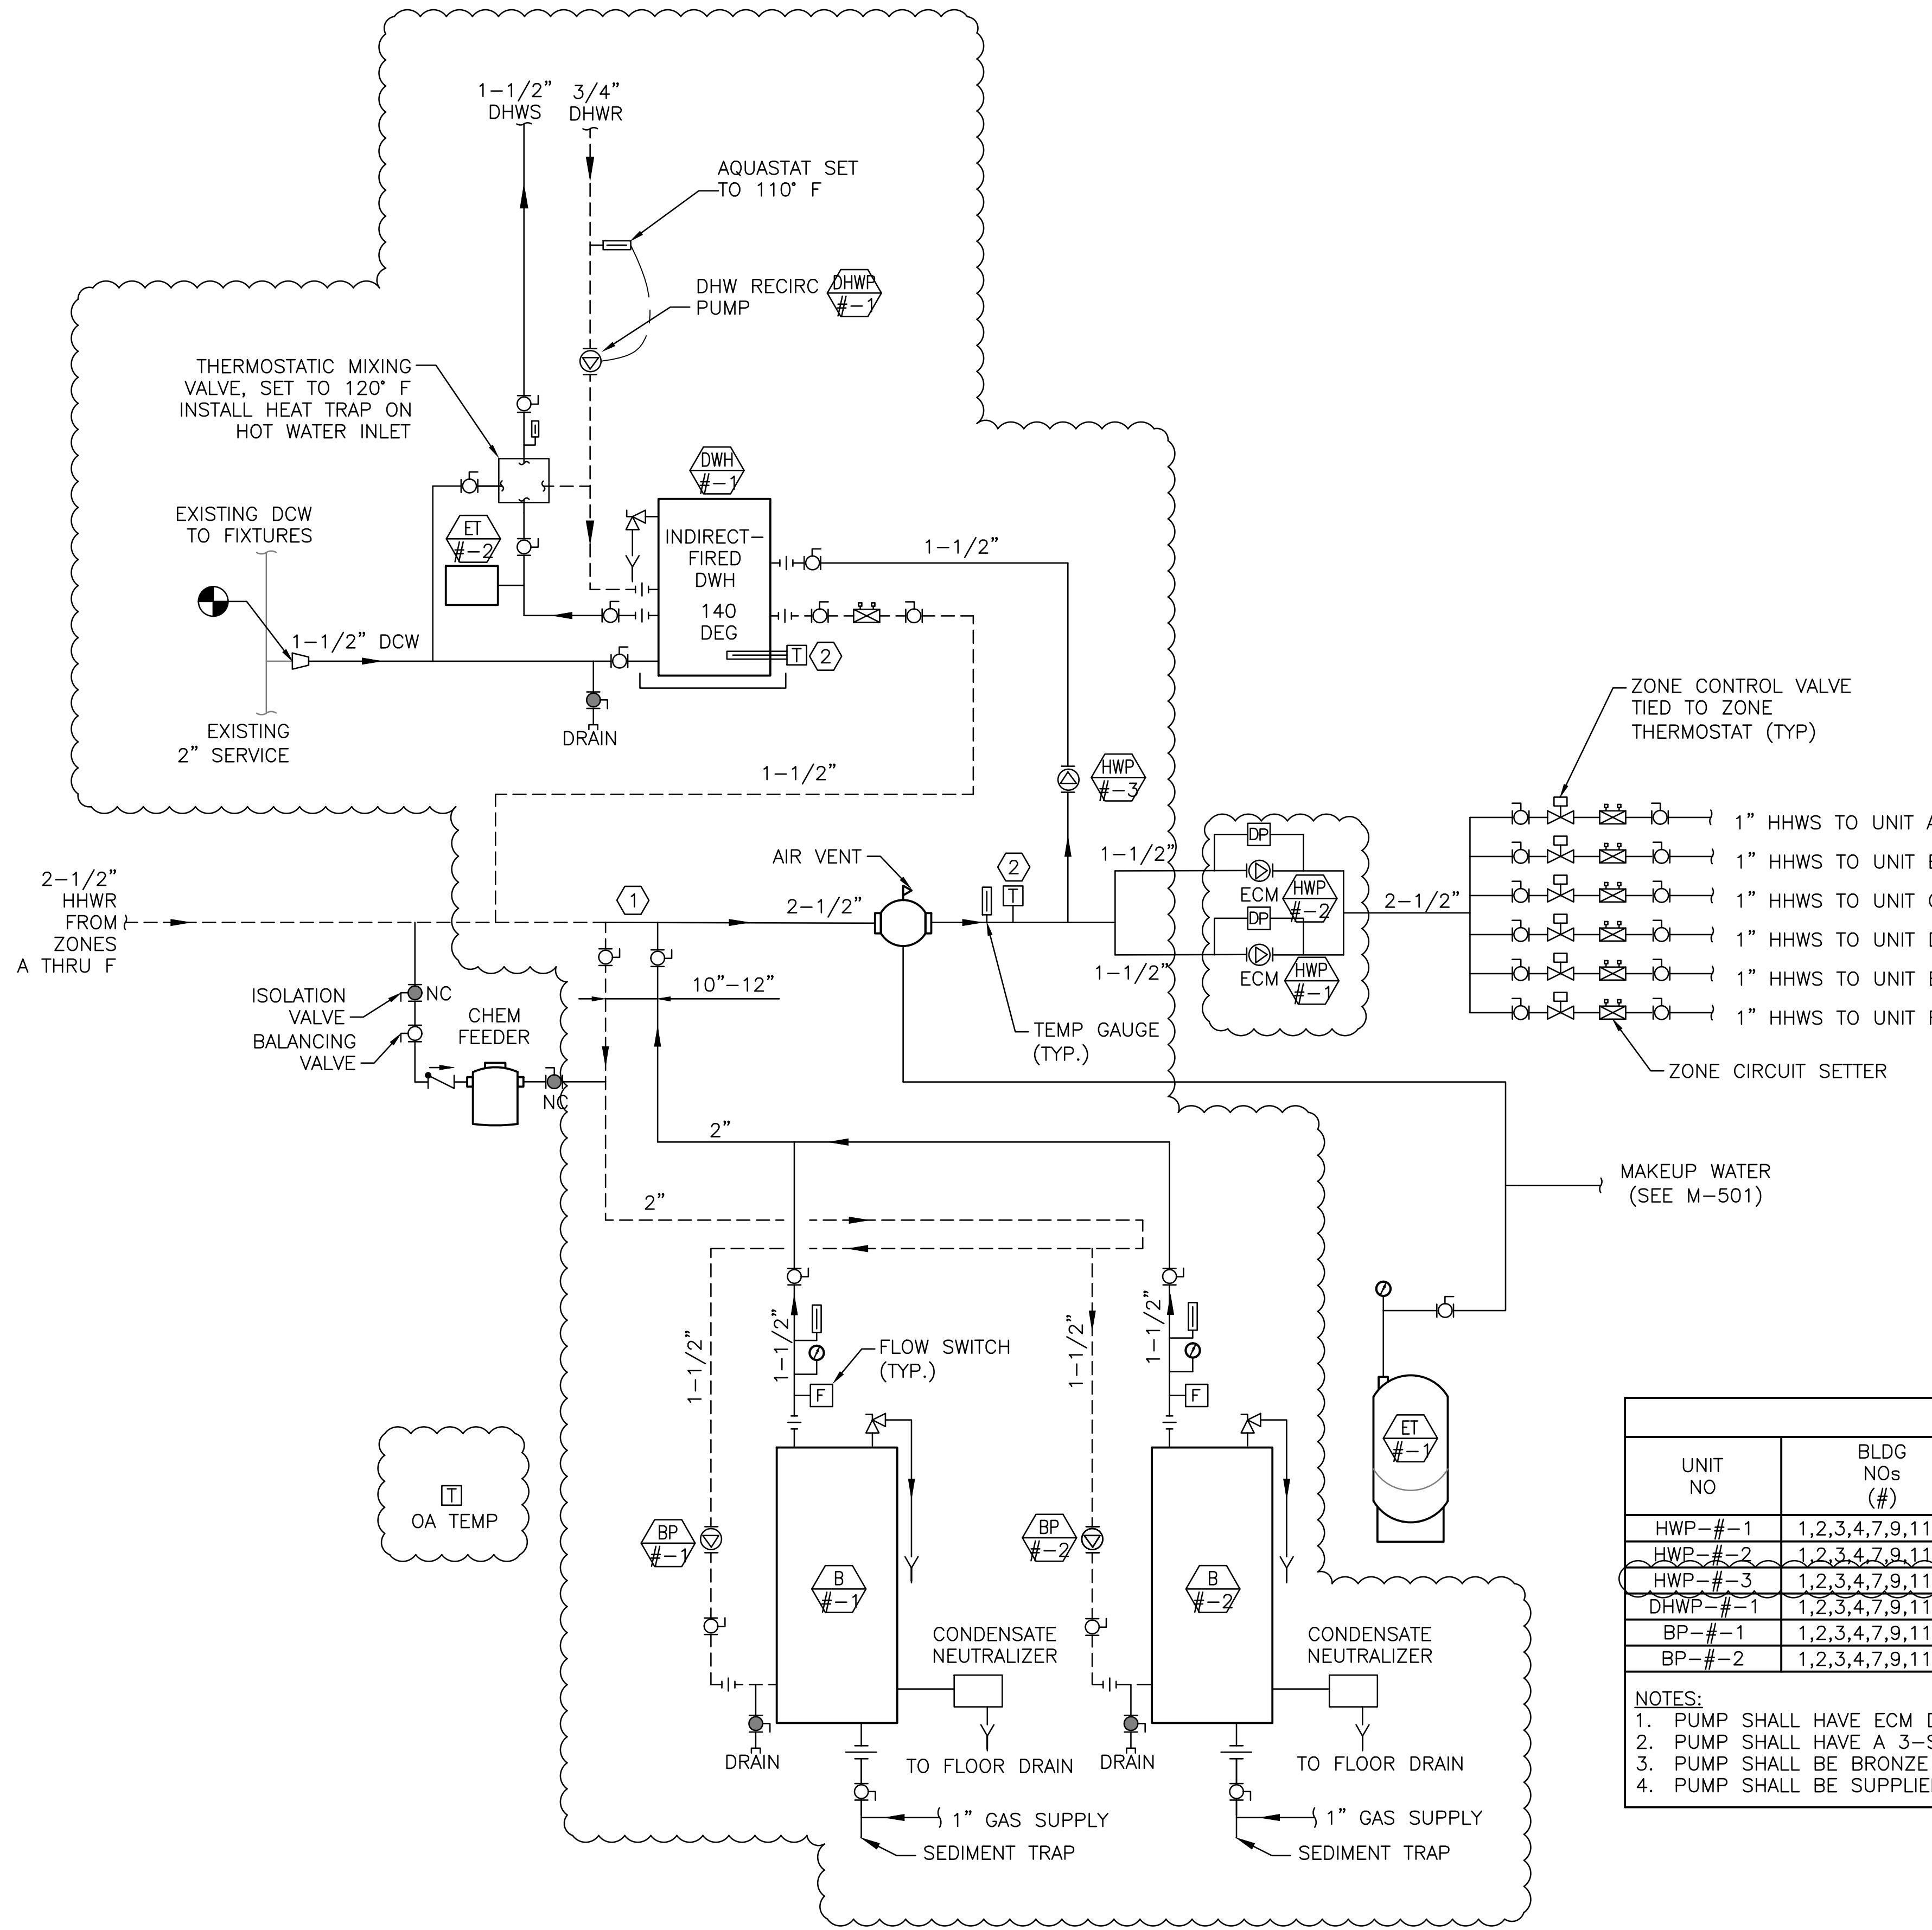 1-1/2”
DHWS
3/4”
DHWR
AQUASTAT SET
TO 110° F
DHW RECIRC
PUMP
DHWP
#-1
THERMOSTATIC MIXING
VALVE, SET TO 120° F
INSTALL HEAT TRAP ON
HOT WATER INLET
DWH
#-1
EXISTING DCW
TO FIXTURES
ET
#-2
INDIRECT-
FIRED
DWH
140
DEG
1-1/2”
T
2
1-1/2” DCW
EXISTING
2” SERVICE
DRAIN
1-1/2”
HWP
#-3
ZONE CONTROL VALVE
TIED TO ZONE
THERMOSTAT (TYP)
1” HHWS TO UNIT
1” HHWS TO UNIT
1” HHWS TO UNIT
1” HHWS TO UNIT
1” HHWS TO UNIT
1” HHWS TO UNIT
ZONE CIRCUIT SETTER
2-1/2”
HHWR
FROM
ZONES
A THRU F
1
AIR VENT
2-1/2”
2
T
1-1/2”
DP
ECM
HWP
#-2
DP
1-1/2”
ECM
HWP
#-1
2-1/2”
10”-12”
TEMP GAUGE
(TYP.)
ISOLATION
VALVE
NC
BALANCING
VALVE
CHEM
FEEDER
NC
2”
2”
MAKEUP WATER
(SEE M-501)
1-1/2”
1-1/2”
1-1/2”
1-1/2”
FLOW SWITCH
(TYP.)
F
F
ET
#-1
T
OA TEMP
BP
#-1
B
#-1
BP
#-2
B
#-2
CONDENSATE
NEUTRALIZER
CONDENSATE
NEUTRALIZER
DRAIN
TO FLOOR DRAIN
DRAIN
TO FLOOR DRAIN
1” GAS SUPPLY
SEDIMENT TRAP
1” GAS SUPPLY
SEDIMENT TRAP
UNIT
NO
BLDG
NOs
(#)
HWP-#-1 1,2,3,4,7,9,11
HWP-#-2 1,2,3,4,7,9,11
HWP-#-3 1,2,3,4,7,9,11
DHWP-#-1 1,2,3,4,7,9,11
BP-#-1 1,2,3,4,7,9,11
BP-#-2 1,2,3,4,7,9,11
NOTES:
1. PUMP SHALL HAVE ECM
2. PUMP SHALL HAVE A
3. PUMP SHALL BE BRONZE
4. PUMP SHALL BE